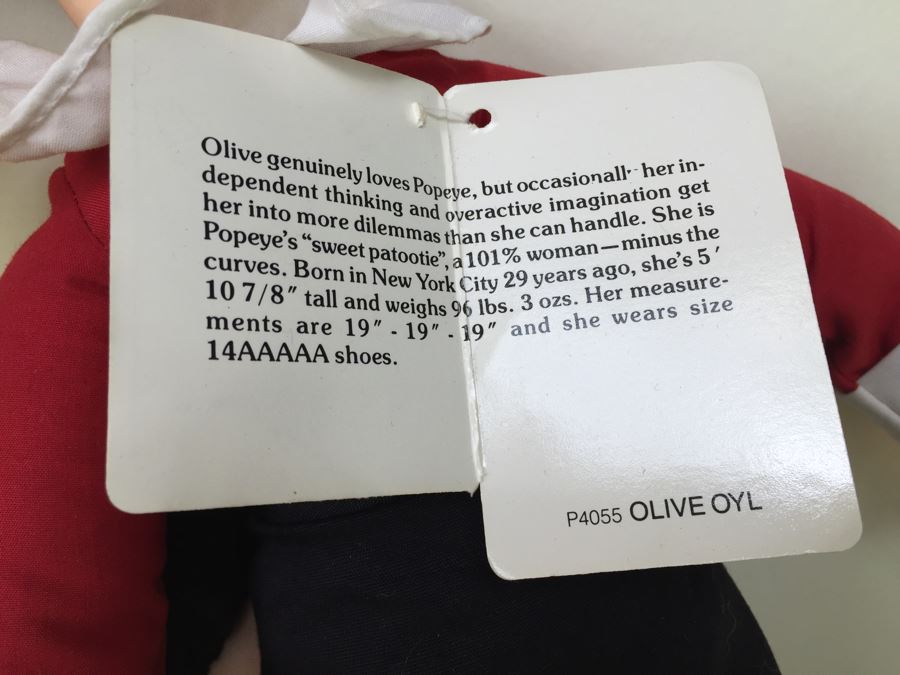 Olive genuinely loves Popeye, but occasionally her in-
dependent thinking and overactive imagination get
her into more dilemmas than she can handle. She is
Popeye's "sweet patootie", a 101% woman—minus the
curves. Born in New York City 29 years ago, she's 5'
10 7/8" tall and weighs 96 lbs. 3 ozs. Her measure-
ments are 19" - 19" - 19" and she wears size
14AAAAA shoes.
P4055 OLIVE OYL